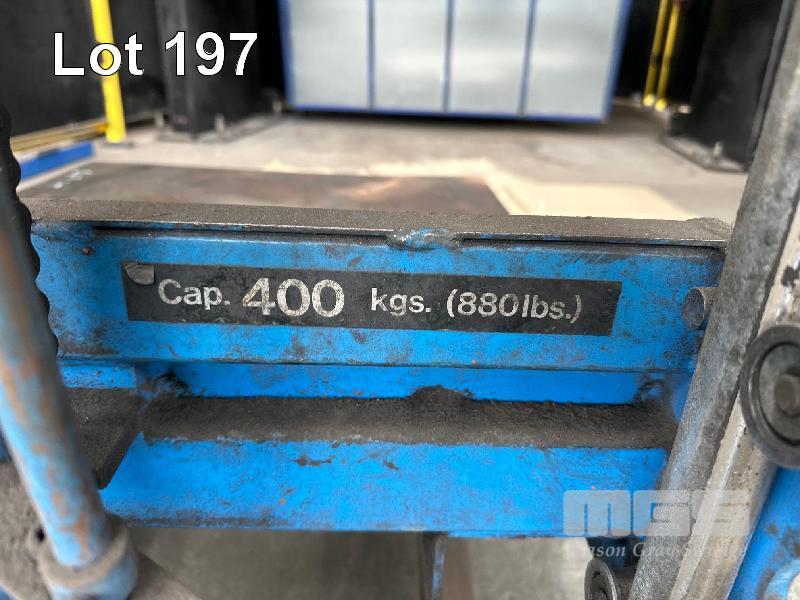 Lot 197
Cap. 400 kgs. (880lbs.)
MGS